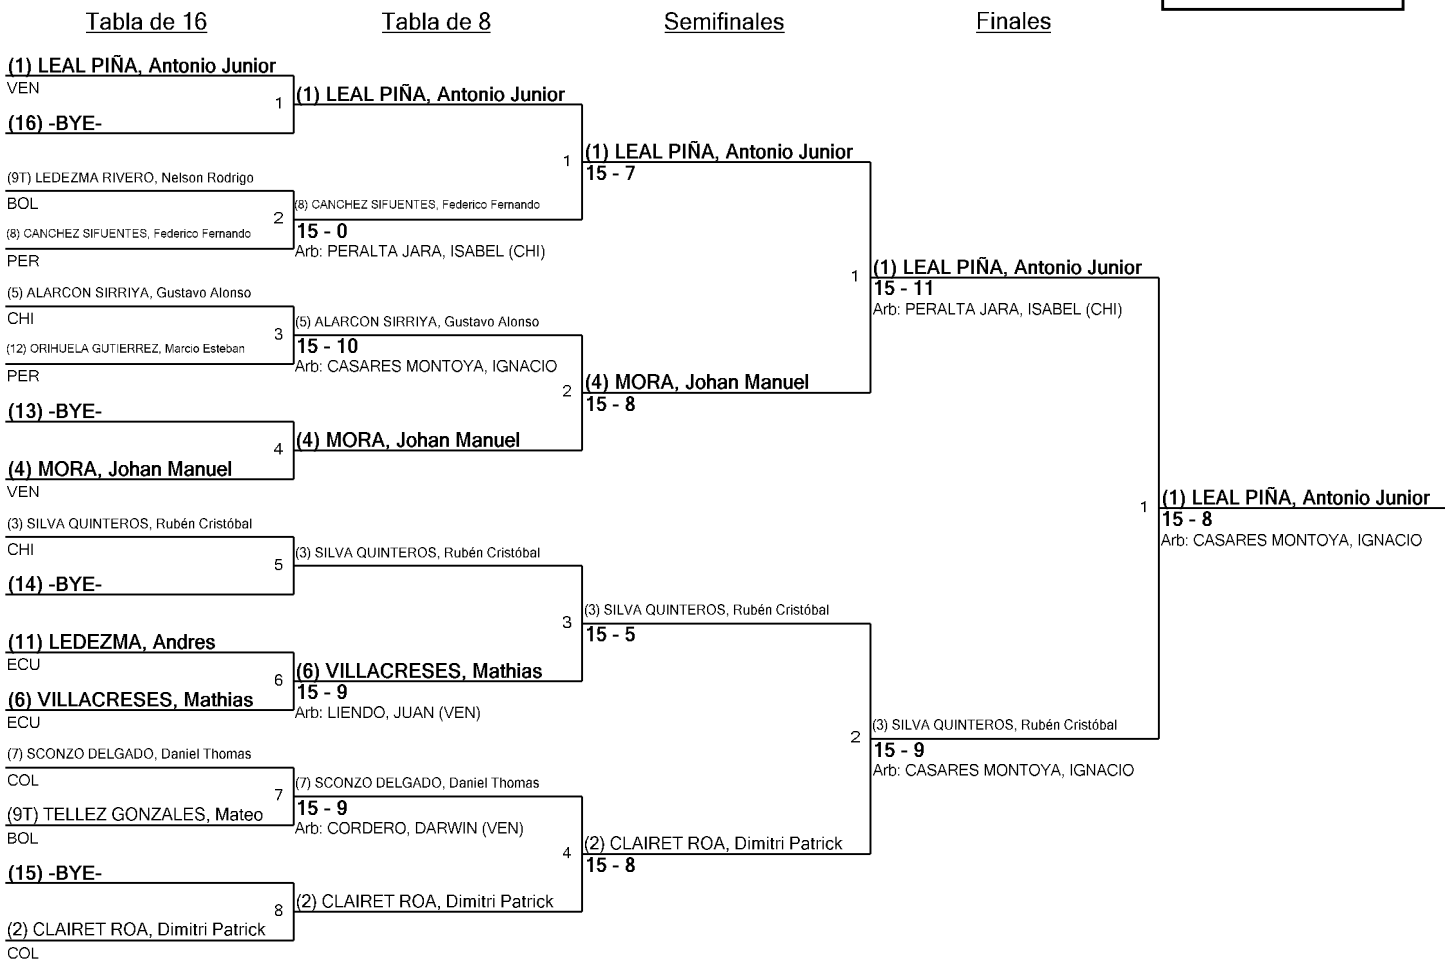 Tabla de 16
Tabla de 8
Semifinales
Finales
(1) LEAL PIÑA, Antonio Junior
VEN
1
(16) -BYE-
(9T) LEDEZMA RIVERO, Nelson Rodrigo
BOL
2
(8) CANCHEZ SIFUENTES, Federico Fernando
PER
(5) ALARCON SIRRIYA, Gustavo Alonso
CHI
3
(12) ORIHUELA GUTIERREZ, Marcio Esteban
PER
(13) -BYE-
4
(4) MORA, Johan Manuel
VEN
(3) SILVA QUINTEROS, Rubén Cristóbal
CHI
5
(14) -BYE-
(11) LEDEZMA, Andres
ECU
6
(6) VILLACRESES, Mathias
ECU
(7) SCONZO DELGADO, Daniel Thomas
COL
7
(9T) TELLEZ GONZALES, Mateo
BOL
(15) -BYE-
8
(2) CLAIRET ROA, Dimitri Patrick
COL
(1) LEAL PIÑA, Antonio Junior
1
(8) CANCHEZ SIFUENTES, Federico Fernando
15 - 0
Arb: PERALTA JARA, ISABEL (CHI)
(5) ALARCON SIRRIYA, Gustavo Alonso
15 - 10
Arb: CASARES MONTOYA, IGNACIO
2
(4) MORA, Johan Manuel
(3) SILVA QUINTEROS, Rubén Cristóbal
3
(6) VILLACRESES, Mathias
15 - 9
Arb: LIENDO, JUAN (VEN)
(7) SCONZO DELGADO, Daniel Thomas
15 - 9
Arb: CORDERO, DARWIN (VEN)
4
(2) CLAIRET ROA, Dimitri Patrick
(1) LEAL PIÑA, Antonio Junior
15 - 7
1
(4) MORA, Johan Manuel
15 - 8
(3) SILVA QUINTEROS, Rubén Cristóbal
15 - 5
2
(2) CLAIRET ROA, Dimitri Patrick
15 - 8
(1) LEAL PIÑA, Antonio Junior
15 - 11
Arb: PERALTA JARA, ISABEL (CHI)
1
(3) SILVA QUINTEROS, Rubén Cristóbal
15 - 9
Arb: CASARES MONTOYA, IGNACIO
(1) LEAL PIÑA, Antonio Junior
15 - 8
Arb: CASARES MONTOYA, IGNACIO